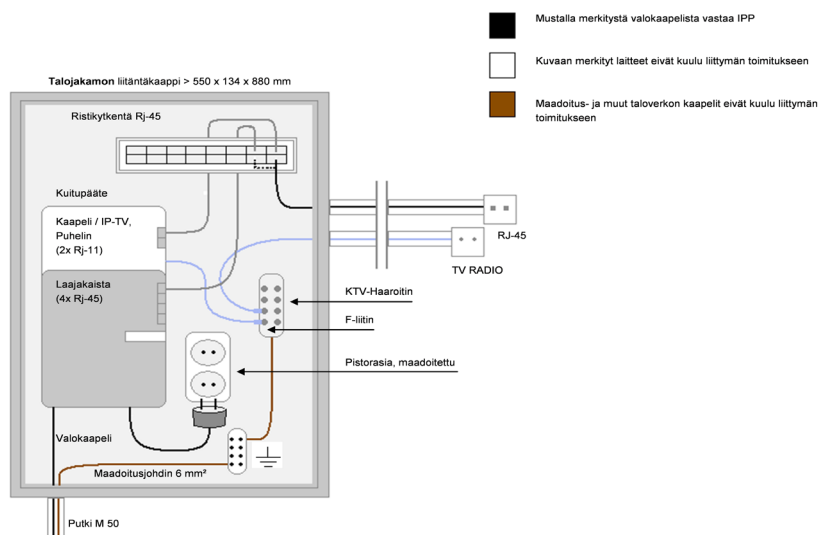 Mustalla merkitystä valokaapelista vastaa IPP
Kuvaan merkityt laitteet eivät kuulu liittymän toimitukseen
Maadoitus- ja muut taloverkon kaapelit eivät kuulu liittymän
toimitukseen
Talojakamon liitäntäkaappi > 550 x 134 x 880 mm
Ristikytkentä Rj-45
Kuitupääte
Kaapeli / IP-TV,
Puhelin
(2x Rj-11)
RJ-45
TV RADIO
Laajakaista
(4x Rj-45)
KTV-Haaroitin
F-liitin
Pistorasia, maadoitettu
Valokaapeli
Maadoitusjohdin 6 mm²
Putki M 50